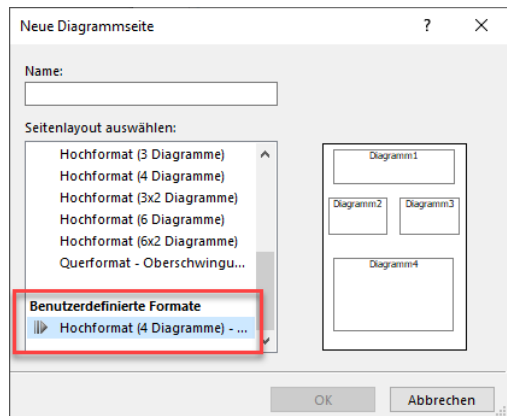 Neue Diagrammseite ? ×
Name:
Seitenlayout auswählen:
Hochformat (3 Diagramme)
Hochformat (4 Diagramme)
Hochformat (3x2 Diagramme)
Hochformat (6 Diagramme)
Hochformat (6x2 Diagramme)
Querformat - Oberschwingu...
Benutzerdefinierte Formate
Hochformat (4 Diagramme) - ...
Diagramm1
Diagramm2 Diagramm3
Diagramm4
OK Abbrechen